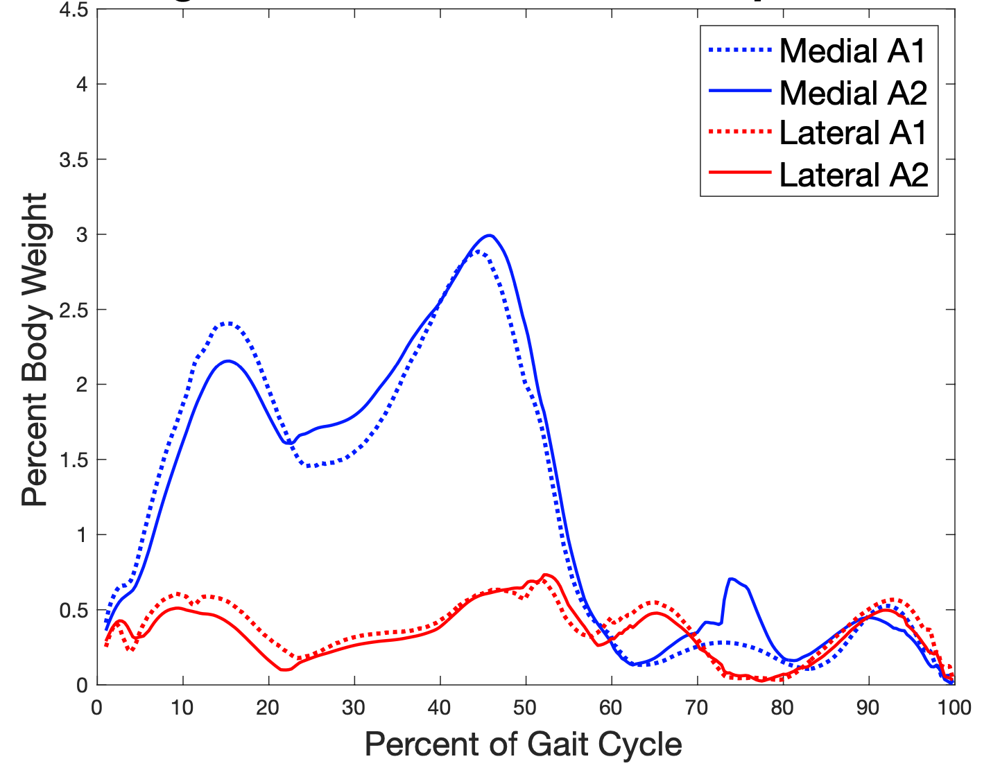 4.5
4
3.5
3
2.5
2
1.5
1
0.5
0
Percent Body Weight
Medial A1
Medial A2
Lateral A1
Lateral A2
0 10 20 30 40 50 60 70 80 90 100
Percent of Gait Cycle